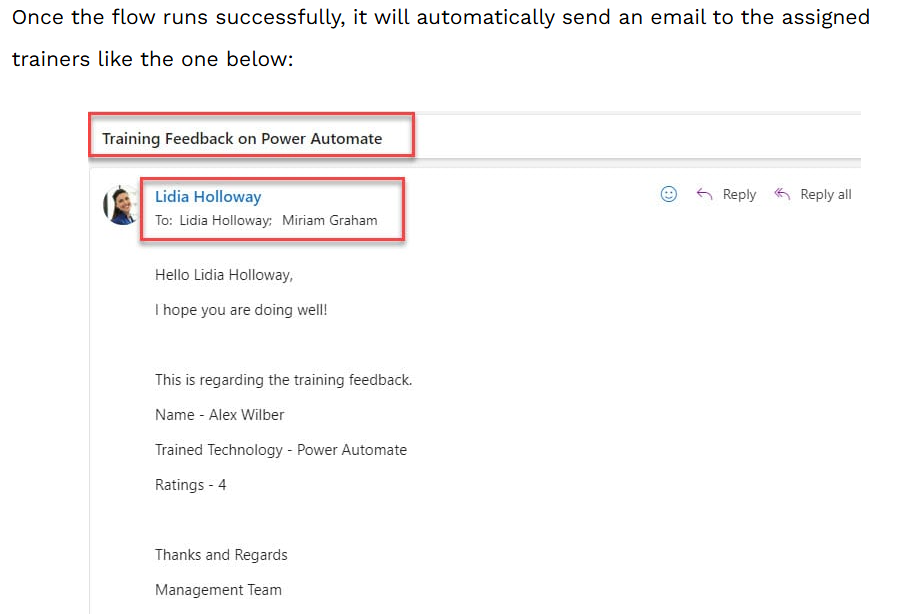 Once the flow runs successfully, it will automatically send an email to the assigned
trainers like the one below:
Training Feedback on Power Automate
Lidia Holloway
To: Lidia Holloway; Miriam Graham
Reply
Reply all
Hello Lidia Holloway,
I hope you are doing well!
This is regarding the training feedback.
Name - Alex Wilber
Trained Technology - Power Automate
Ratings - 4
Thanks and Regards
Management Team